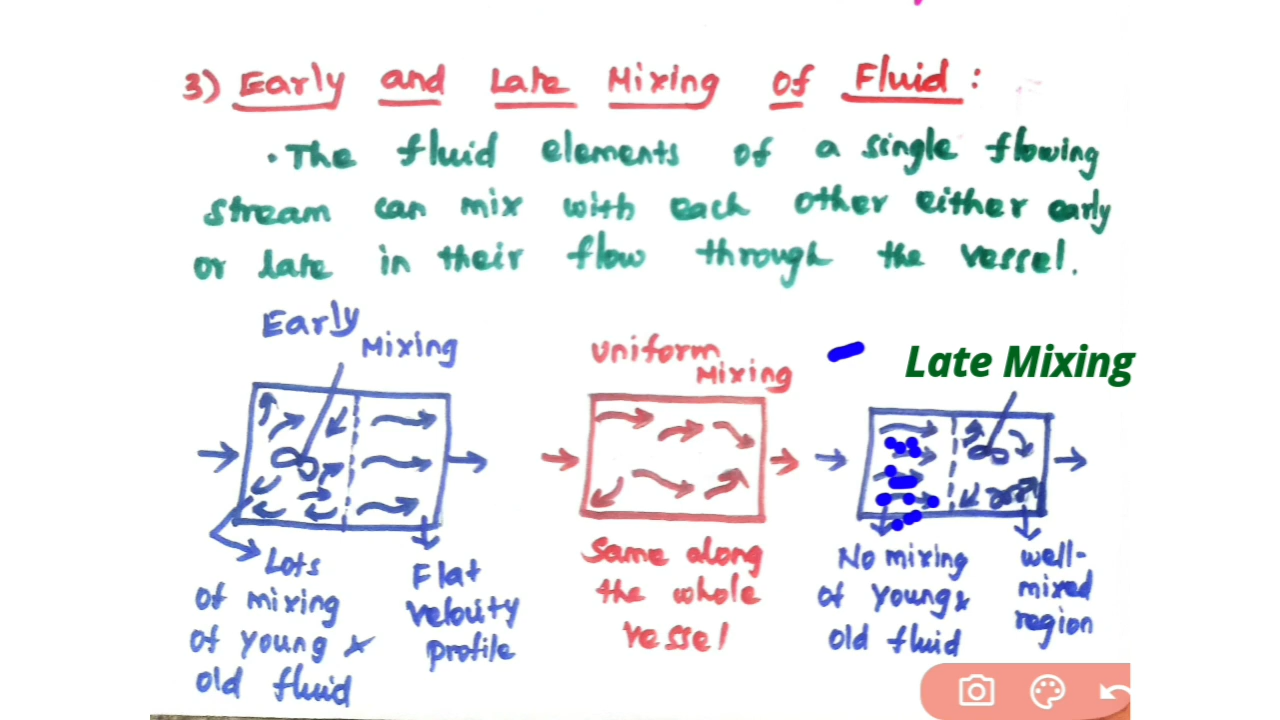 3) Early and Late Mixing of Fluid :
. The fluid elements of a single flowing
stream can mix with each other either early
or late in their flow through the vessel.
Early
Mixing
Lots
of mixing
of young &
old fluid
Flat
velocity
profile
Uniform
Mixing
Same along
the whole
vessel
Late Mixing
No mixing
of young &
old fluid
well-
mixed
region